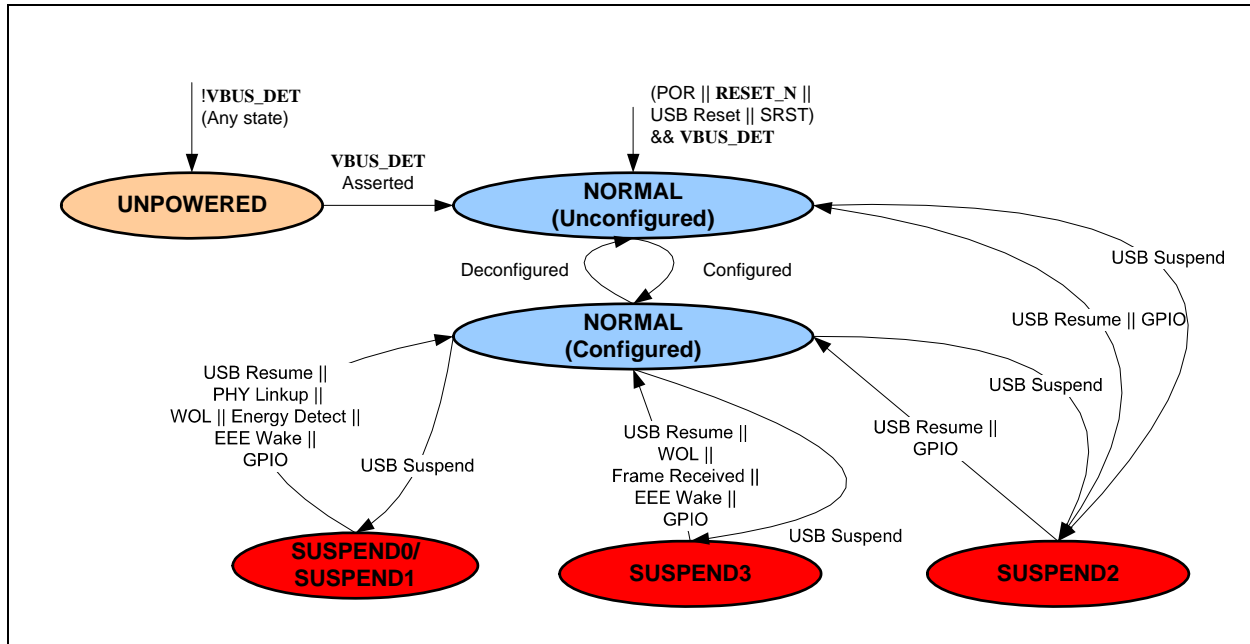 !VBUS_DET
(Any state)
(POR || RESET_N ||
USB Reset || SRST)
&& VBUS_DET
VBUS_DET
Asserted
UNPOWERED
NORMAL
(Unconfigured)
Deconfigured
Configured
USB Suspend
USB Resume || GPIO
NORMAL
(Configured)
USB Resume ||
PHY Linkup ||
WOL || Energy Detect ||
EEE Wake ||
GPIO
USB Suspend
USB Resume ||
WOL ||
Frame Received ||
EEE Wake ||
GPIO
USB Suspend
USB Resume ||
GPIO
USB Suspend
SUSPEND0/
SUSPEND1
SUSPEND3
SUSPEND2